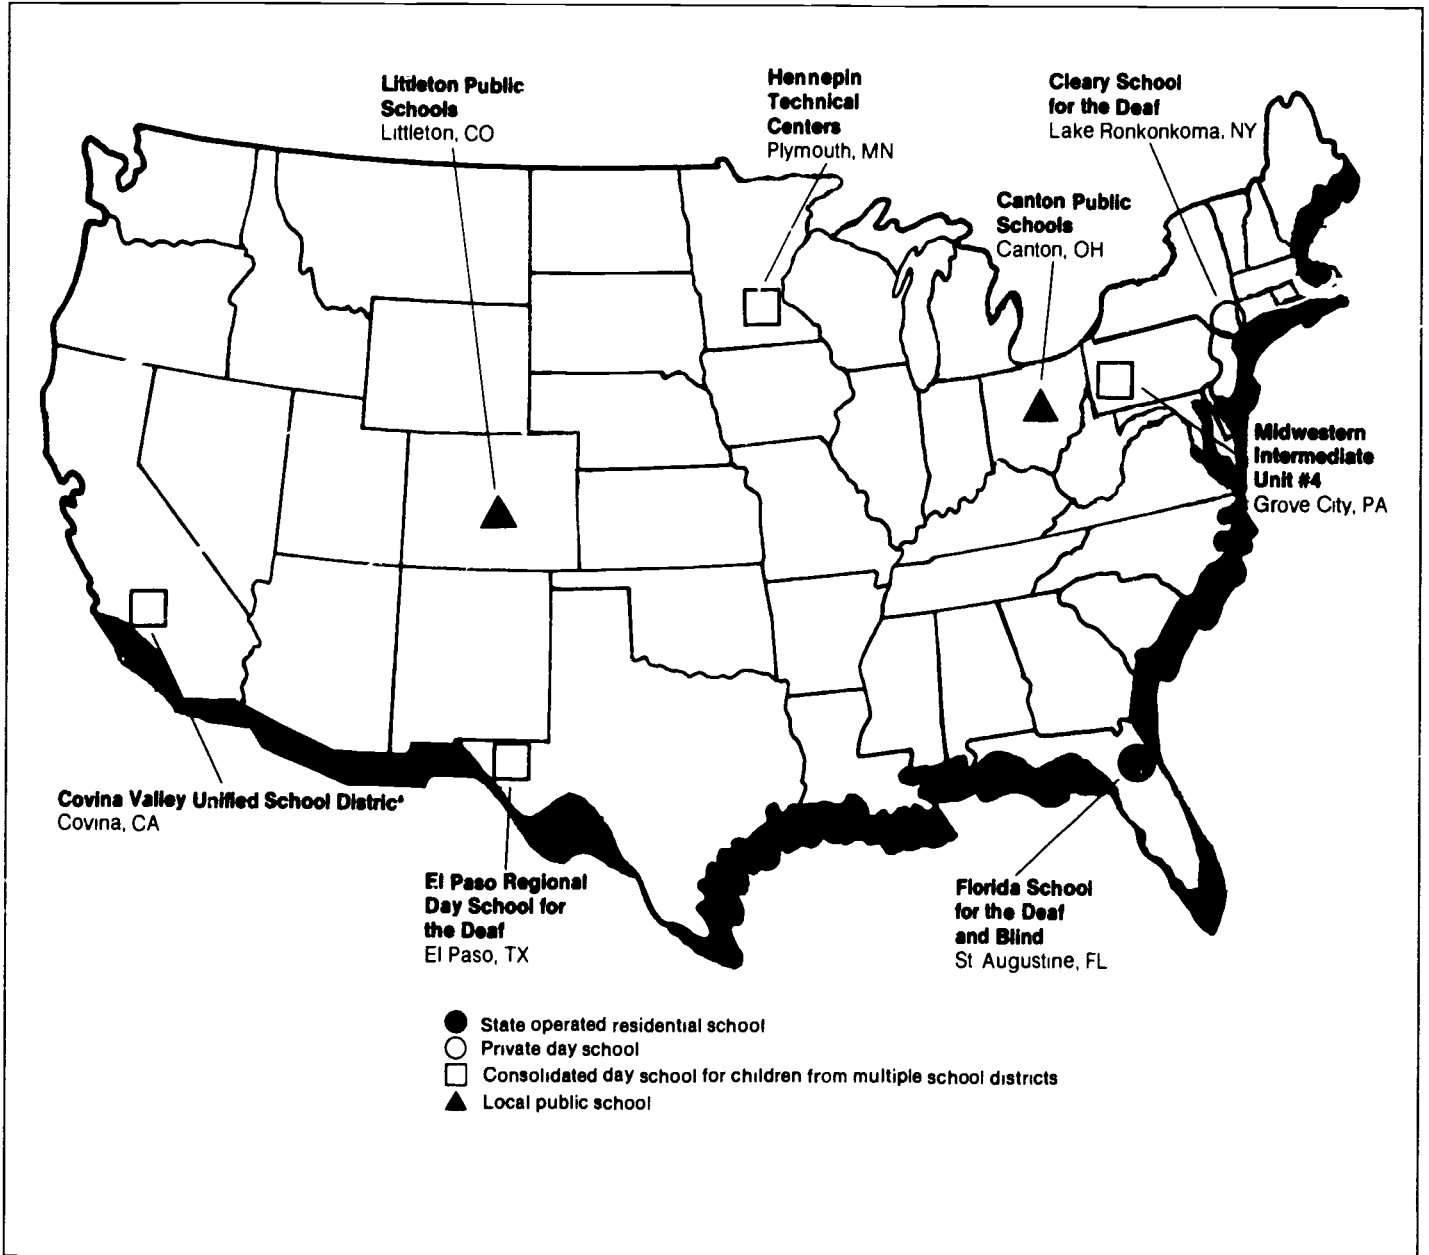 Littleton Public
Schools
Littleton, CO
Hennepin
Technical
Centers
Plymouth, MN
Cleary School
for the Deaf
Lake Ronkonkoma, NY
Canton Public
Schools
Canton, OH
Midwestern
Intermediate
Unit #4
Grove City, PA
Covina Valley Unified School District
Covina, CA
El Paso Regional
Day School for
the Deaf
El Paso, TX
Florida School
for the Deaf
and Blind
St Augustine, FL
State operated residential school
Private day school
Consolidated day school for children from multiple school districts
Local public school